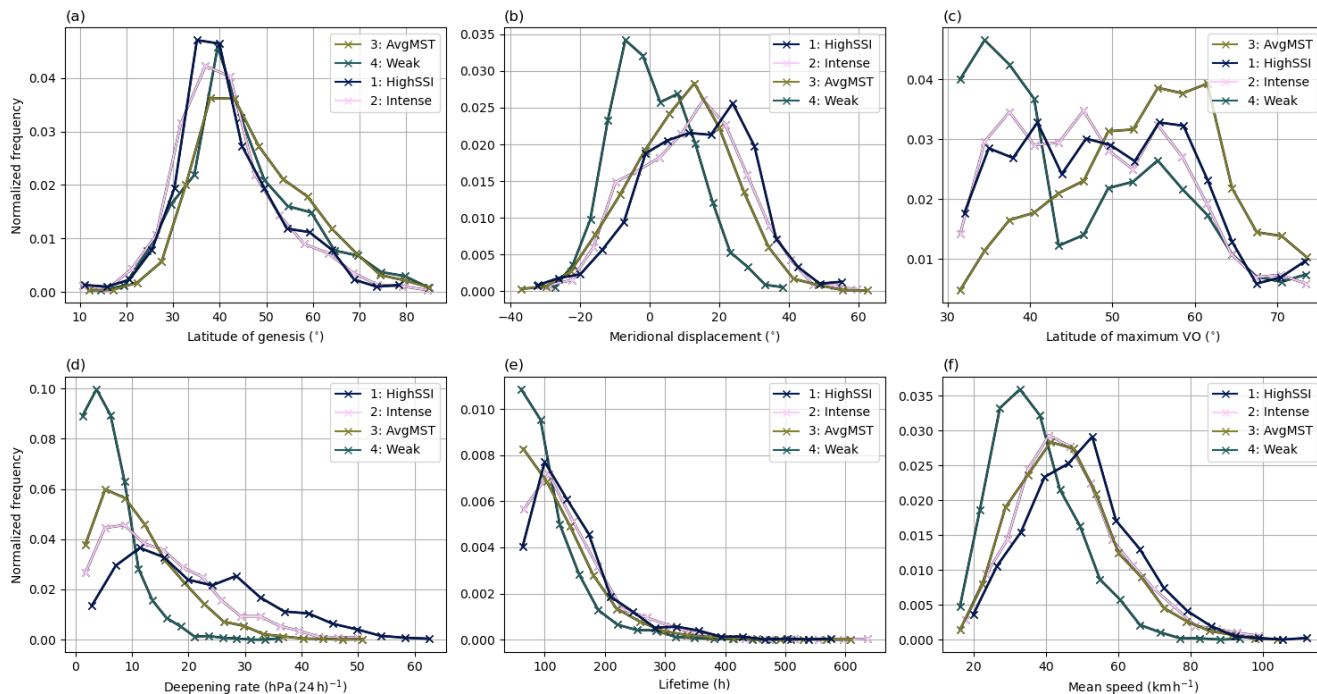 (a)
Normalized frequency
0.04
0.03
0.02
0.01
0.00
10 20 30 40 50 60 70 80
Latitude of genesis (°)
3: AvgMST
4: Weak
1: HighSSI
2: Intense
(b)
0.035
0.030
0.025
0.020
0.015
0.010
0.005
0.000
−40 −20 0 20 40 60
Meridional displacement (°)
1: HighSSI
2: Intense
3: AvgMST
4: Weak
(c)
0.04
0.03
0.02
0.01
30 40 50 60 70
Latitude of maximum VO (°)
3: AvgMST
1: HighSSI
2: Intense
4: Weak
(d)
Normalized frequency
0.10
0.08
0.06
0.04
0.02
0.00
0 10 20 30 40 50 60
Deepening rate (hPa (24 h)⁻¹)
1: HighSSI
2: Intense
3: AvgMST
4: Weak
(e)
0.010
0.008
0.006
0.004
0.002
0.000
100 200 300 400 500 600
Lifetime (h)
1: HighSSI
2: Intense
3: AvgMST
4: Weak
(f)
0.035
0.030
0.025
0.020
0.015
0.010
0.005
0.000
20 40 60 80 100
Mean speed (km h⁻¹)
1: HighSSI
2: Intense
3: AvgMST
4: Weak